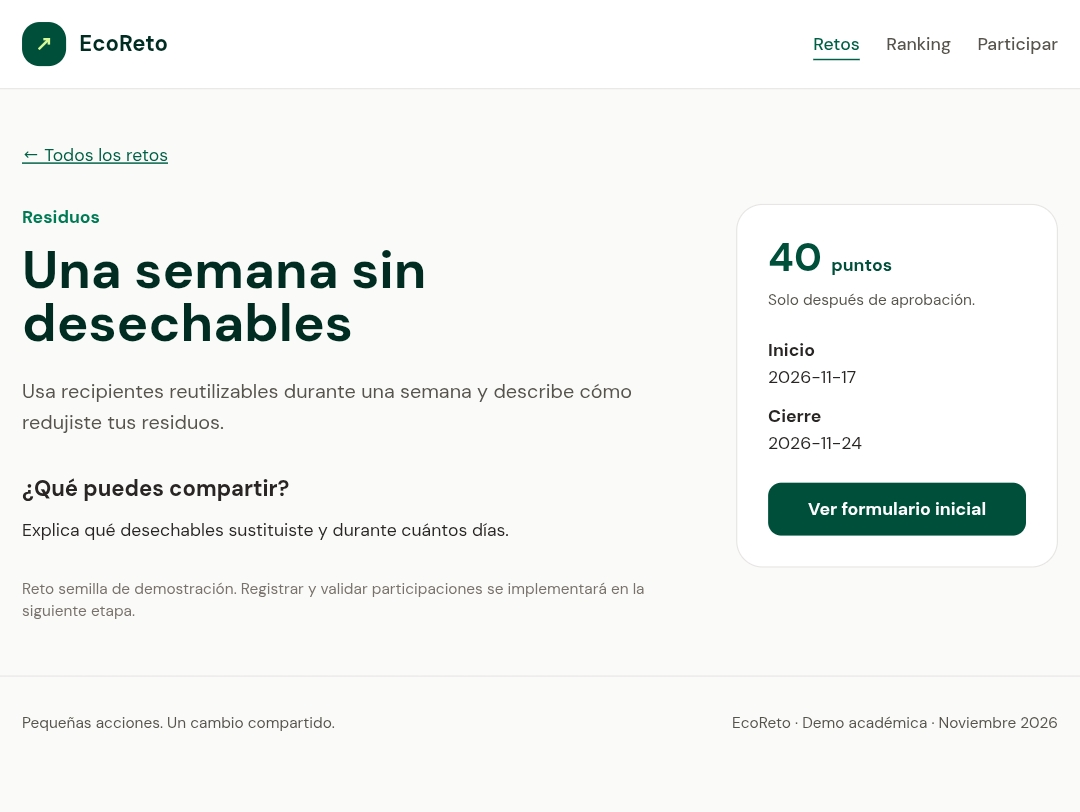 EcoReto
Retos
Ranking
Participar
← Todos los retos
Residuos
Una semana sin
desechables
Usa recipientes reutilizables durante una semana y describe cómo
redujiste tus residuos.
¿Qué puedes compartir?
Explica qué desechables sustituiste y durante cuántos días.
Reto semilla de demostración. Registrar y validar participaciones se implementará en la
siguiente etapa.
40 puntos
Solo después de aprobación.
Inicio
2026-11-17
Cierre
2026-11-24
Ver formulario inicial
Pequeñas acciones. Un cambio compartido.
EcoReto · Demo académica · Noviembre 2026